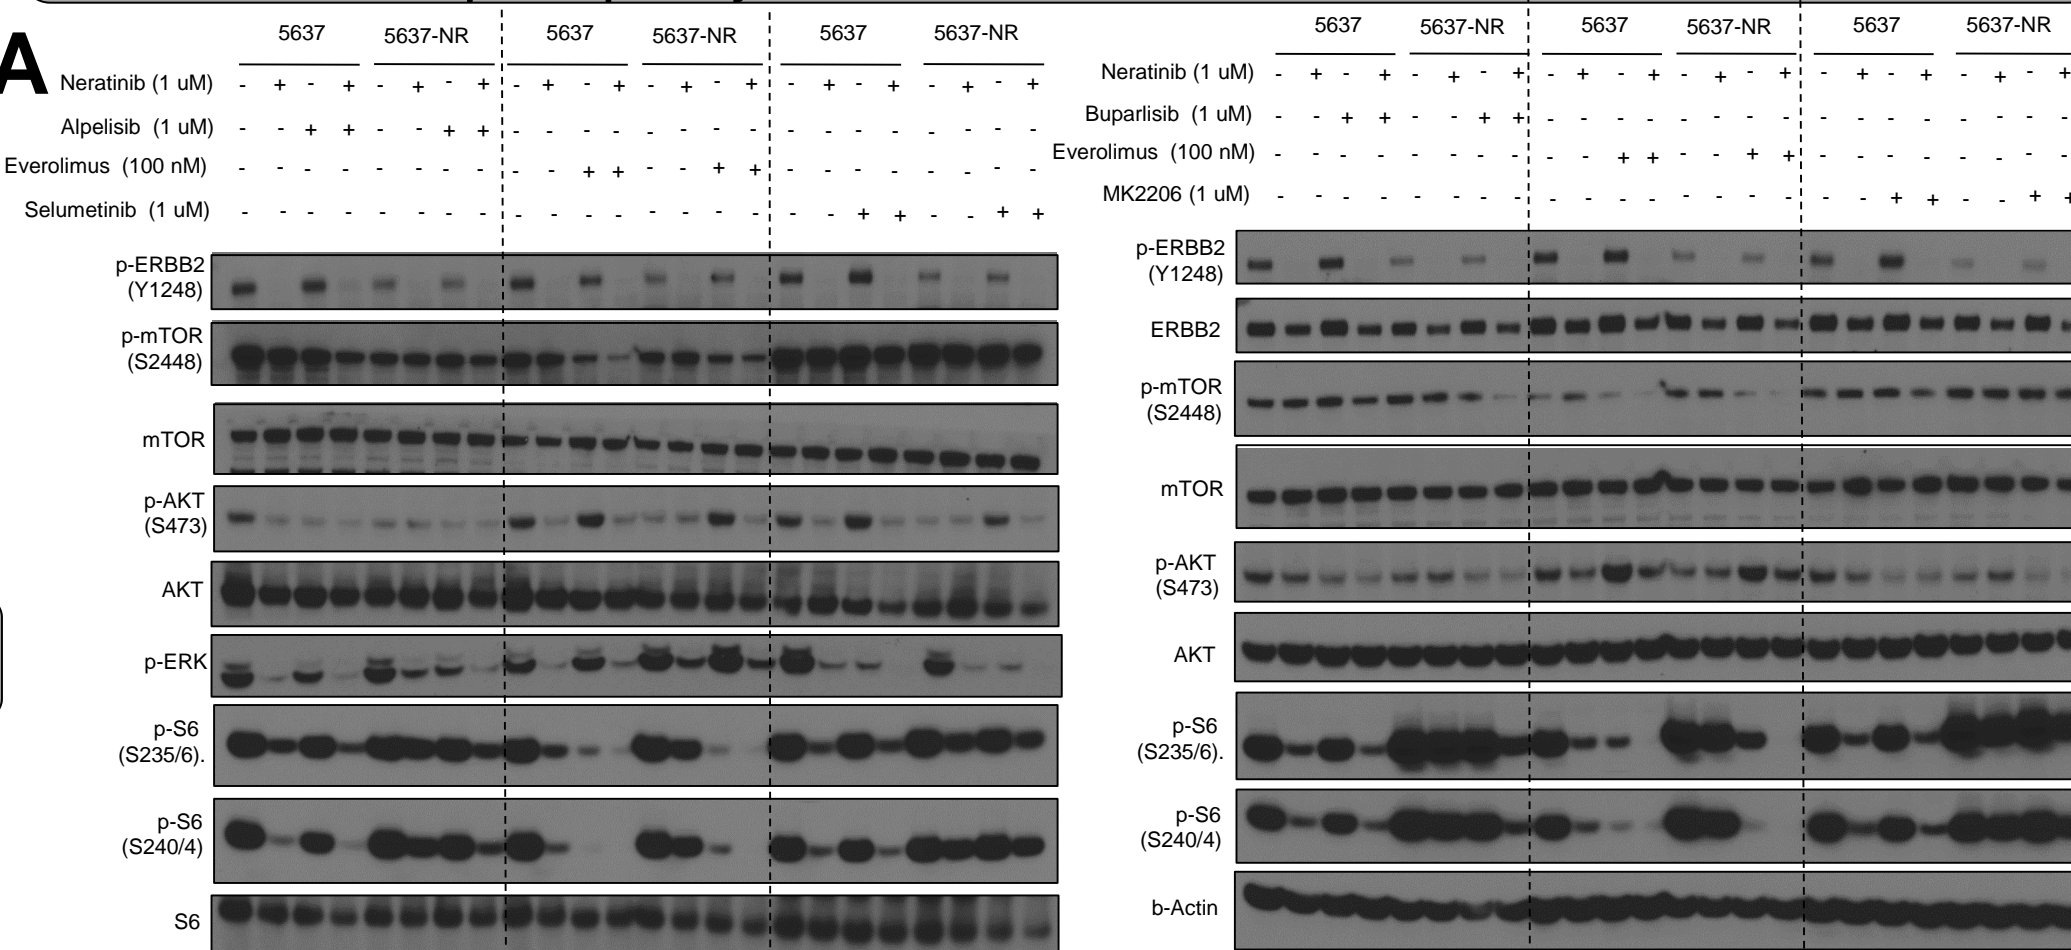 A
5637 5637-NR 5637 5637-NR 5637 5637-NR
Neratinib (1 uM) - + - + - + - + - + - + - + - + - + - + - + - +
Alpelisib (1 uM) - - + + - - + + - - - - - - - - - - - - - - - -
Everolimus (100 nM) - - - - - - - - - - + + - - + + - - - - - - - -
Selumetinib (1 uM) - - - - - - - - - - - - - - - - - - + + - - + +
p-ERBB2
(Y1248)
p-mTOR
(S2448)
mTOR
p-AKT
(S473)
AKT
p-ERK
p-S6
(S235/6).
p-S6
(S240/4)
S6
5637 5637-NR 5637 5637-NR 5637 5637-NR
Neratinib (1 uM) - + - + - + - + - + - + - + - + - + - + - + - +
Buparlisib (1 uM) - - + + - - + + - - - - - - - - - - - - - - - -
Everolimus (100 nM) - - - - - - - - - - + + - - + + - - - - - - - -
MK2206 (1 uM) - - - - - - - - - - - - - - - - - - + + - - + +
p-ERBB2
(Y1248)
ERBB2
p-mTOR
(S2448)
mTOR
p-AKT
(S473)
AKT
p-S6
(S235/6).
p-S6
(S240/4)
b-Actin